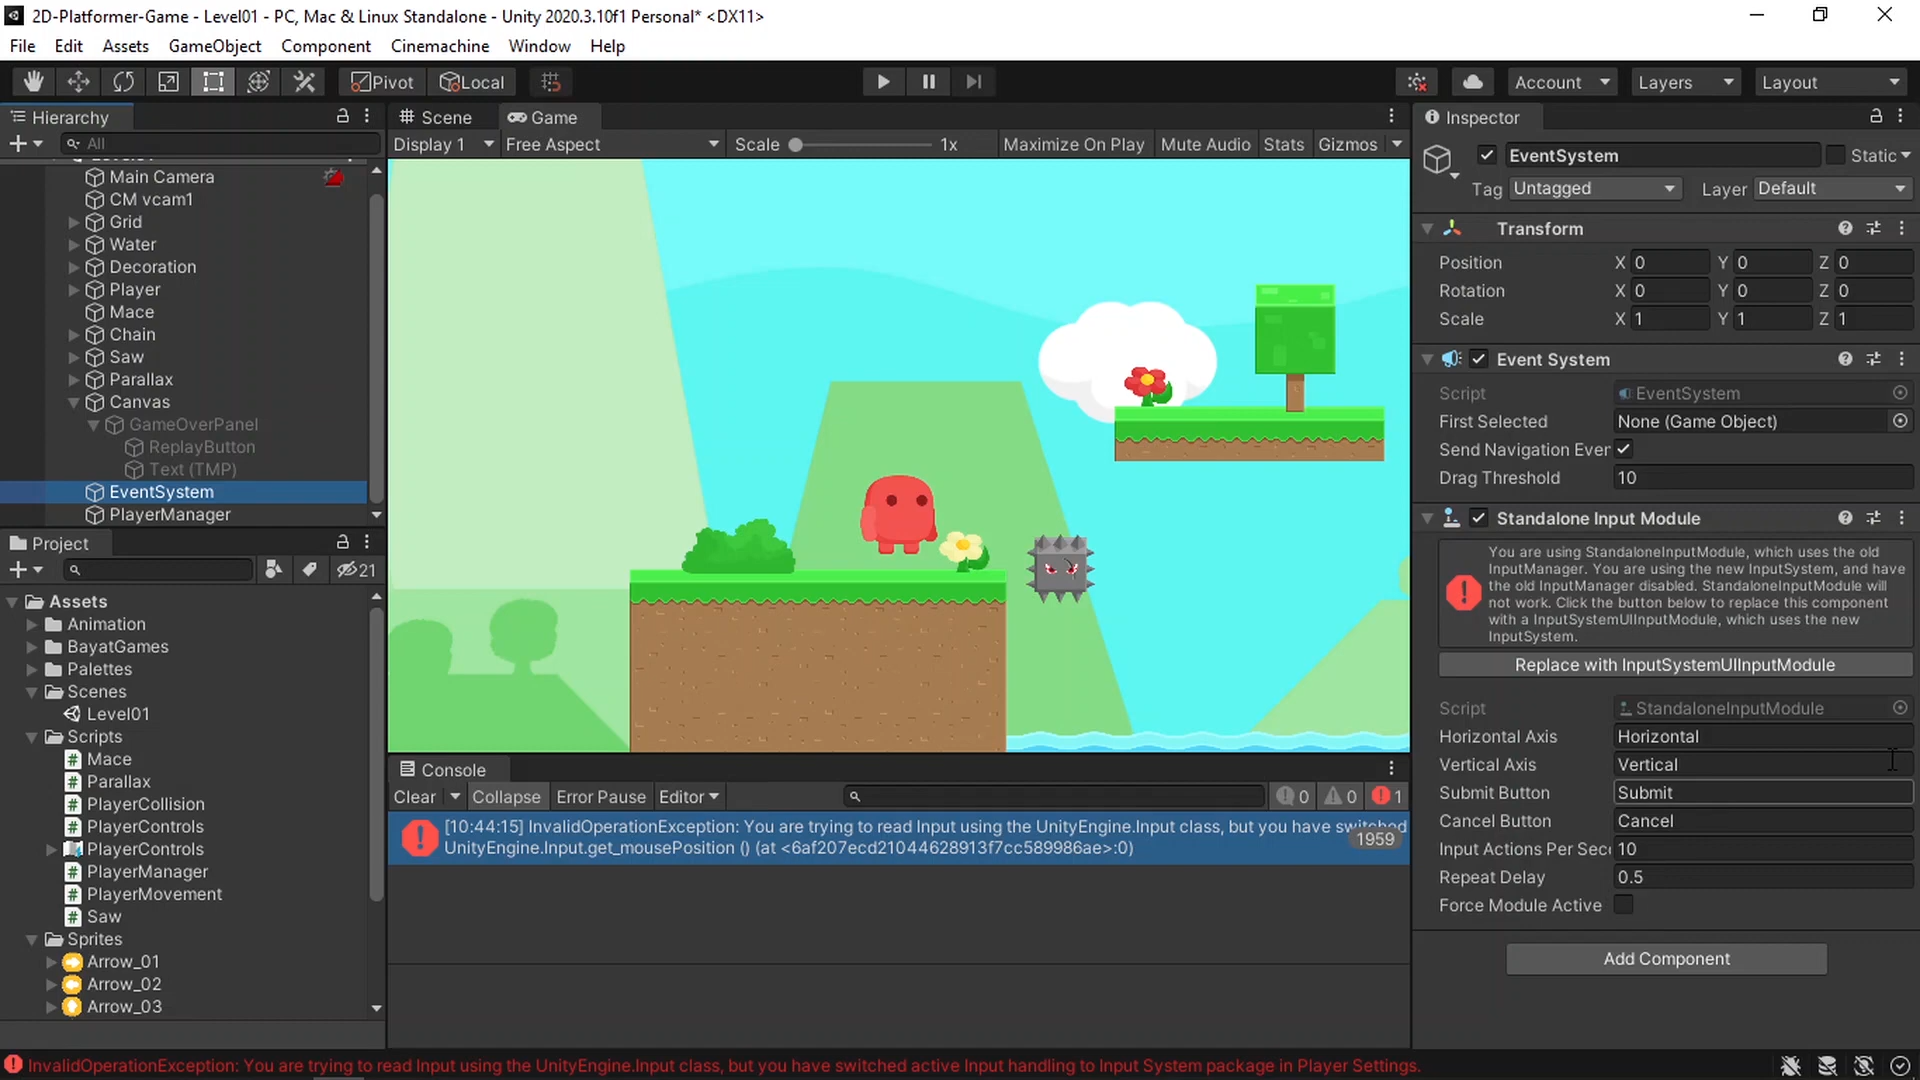 2D-Platformer-Game - Level01 - PC, Mac & Linux Standalone - Unity 2020.3.10f1 Personal* <DX11>
File Edit Assets GameObject Component Cinemachine Window Help
Pivot Local Account Layers Layout
Hierarchy
All
Main Camera
CM vcam1
Grid
Water
Decoration
Player
Mace
Chain
Saw
Parallax
Canvas
GameOverPanel
ReplayButton
Text (TMP)
EventSystem
PlayerManager
Project
21
Assets
Animation
BayatGames
Palettes
Scenes
Level01
Scripts
Mace
Parallax
PlayerCollision
PlayerControls
PlayerControls
PlayerManager
PlayerMovement
Saw
Sprites
Arrow_01
Arrow_02
Arrow_03
Scene Game
Display 1 Free Aspect Scale 1x Maximize On Play Mute Audio Stats Gizmos
Console
Clear Collapse Error Pause Editor 0 0 1
[10:44:15] InvalidOperationException: You are trying to read Input using the UnityEngine.Input class, but you have switched
UnityEngine.Input.get_mousePosition () (at <6af207ecd21044628913f7cc589986ae>:0)
1959
Inspector
EventSystem Static
Tag Untagged Layer Default
Transform
Position X 0 Y 0 Z 0
Rotation X 0 Y 0 Z 0
Scale X 1 Y 1 Z 1
Event System
Script EventSystem
First Selected None (Game Object)
Send Navigation Ever
Drag Threshold 10
Standalone Input Module
You are using StandaloneInputModule, which uses the old
InputManager. You are using the new InputSystem, and have
the old InputManager disabled. StandaloneInputModule will
not work. Click the button below to replace this component
with a InputSystemUIInputModule, which uses the new
InputSystem.
Replace with InputSystemUIInputModule
Script StandaloneInputModule
Horizontal Axis Horizontal
Vertical Axis Vertical
Submit Button Submit
Cancel Button Cancel
Input Actions Per Sec 10
Repeat Delay 0.5
Force Module Active
Add Component
InvalidOperationException: You are trying to read Input using the UnityEngine.Input class, but you have switched active Input handling to Input System package in Player Settings.